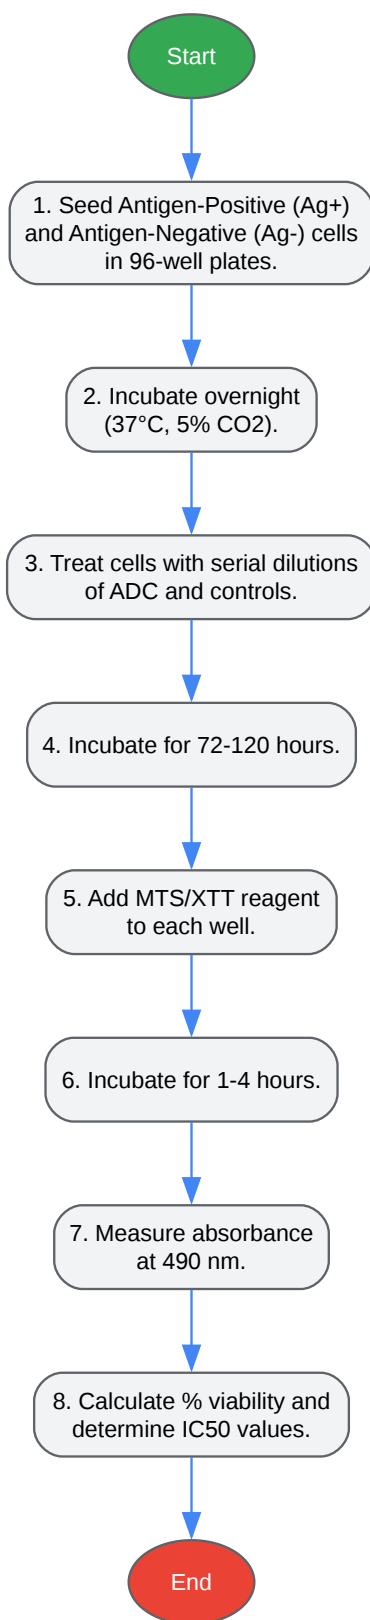 Start
1. Seed Antigen-Positive (Ag+)
and Antigen-Negative (Ag-) cells
in 96-well plates.
2. Incubate overnight
(37°C, 5% CO2).
3. Treat cells with serial dilutions
of ADC and controls.
4. Incubate for 72-120 hours.
5. Add MTS/XTT reagent
to each well.
6. Incubate for 1-4 hours.
7. Measure absorbance
at 490 nm.
8. Calculate % viability and
determine IC50 values.
End